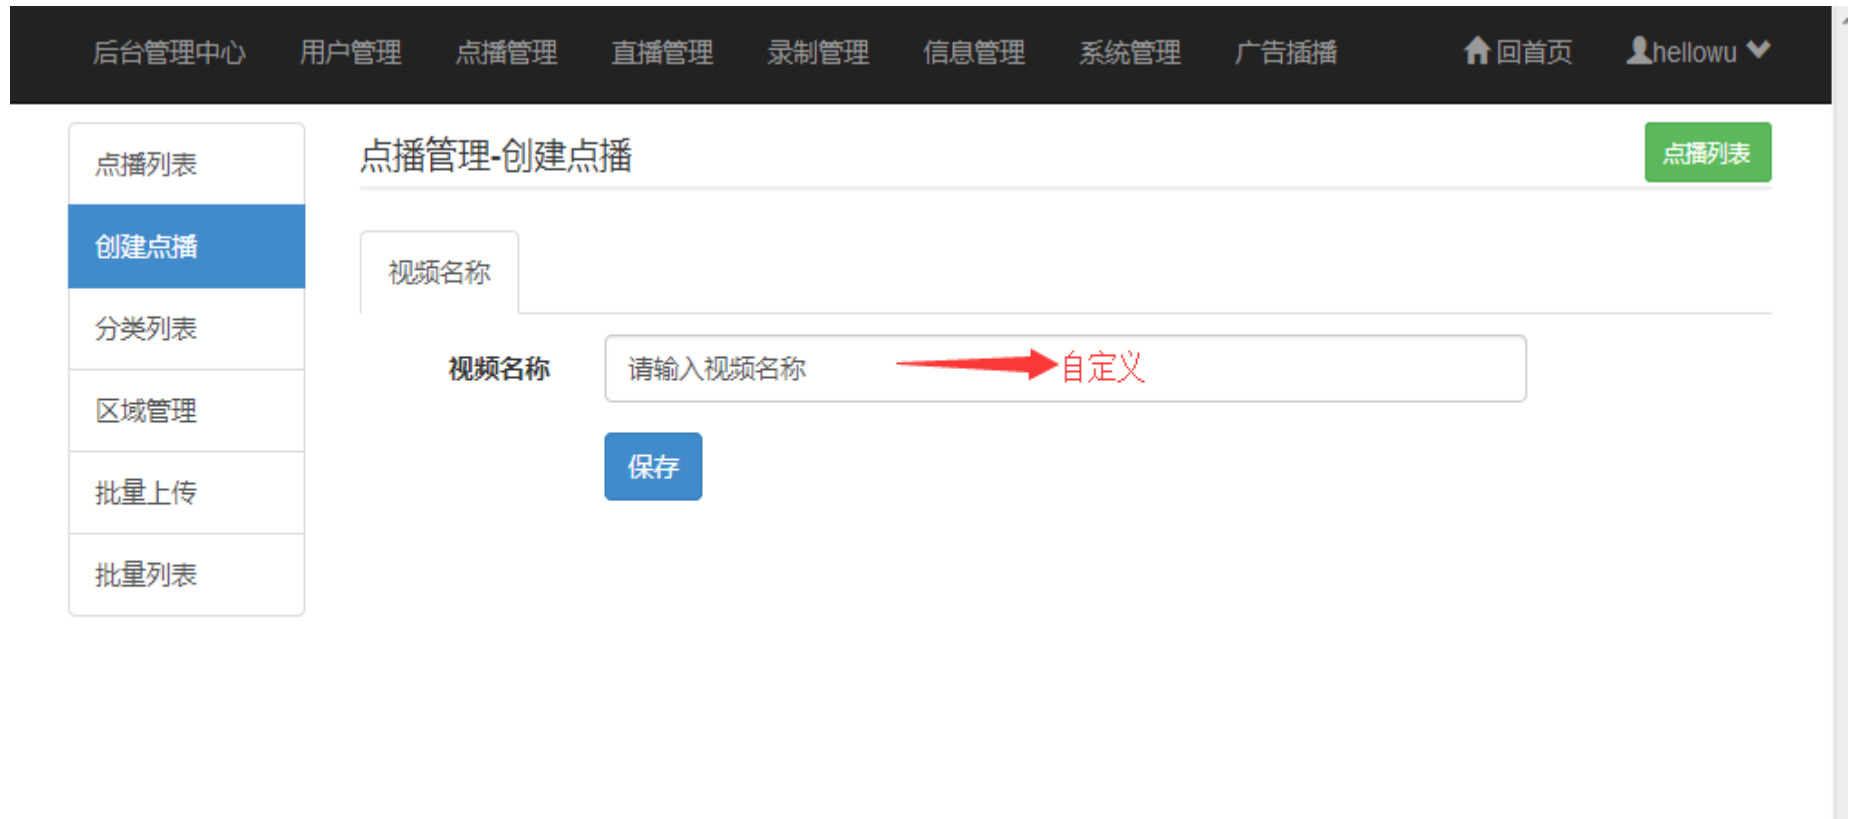 后台管理中心 用户管理 点播管理 直播管理 录制管理 信息管理 系统管理 广告插播 回首页 hellowu
点播列表
创建点播
分类列表
区域管理
批量上传
批量列表
点播管理-创建点播 点播列表
视频名称
视频名称 请输入视频名称 自定义
保存